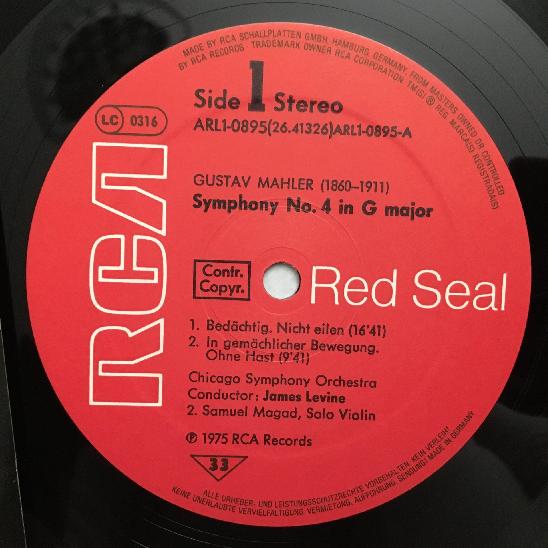 MADE BY RCA SCHALLPLATTEN GMBH, HAMBURG, GERMANY, FROM MASTERS OWNED OR CONTROLLED
BY RCA RECORDS. TRADEMARK OWNER RCA CORPORATION. TM(S) ® REG. MARCA(S) REGISTRADA(S)
Side 1 Stereo
LC 0316
ARL1-0895(26.41326)ARL1-0895-A
GUSTAV MAHLER (1860–1911)
Symphony No. 4 in G major
RCA
Contr.
Copyr.
Red Seal
1. Bedächtig. Nicht eilen (16'41)
2. In gemächlicher Bewegung.
Ohne Hast (9'41)
Chicago Symphony Orchestra
Conductor: James Levine
2. Samuel Magad, Solo Violin
℗ 1975 RCA Records
33
ALLE URHEBER- UND LEISTUNGSSCHUTZRECHTE VORBEHALTEN. KEIN VERLEIH!
KEINE UNERLAUBTE VERVIELFÄLTIGUNG, VERMIETUNG, AUFFÜHRUNG, SENDUNG! MADE IN GERMANY